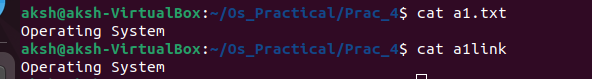 aksh@aksh-VirtualBox:~/Os_Practical/Prac_4$ cat a1.txt
Operating System
aksh@aksh-VirtualBox:~/Os_Practical/Prac_4$ cat a1link
Operating System